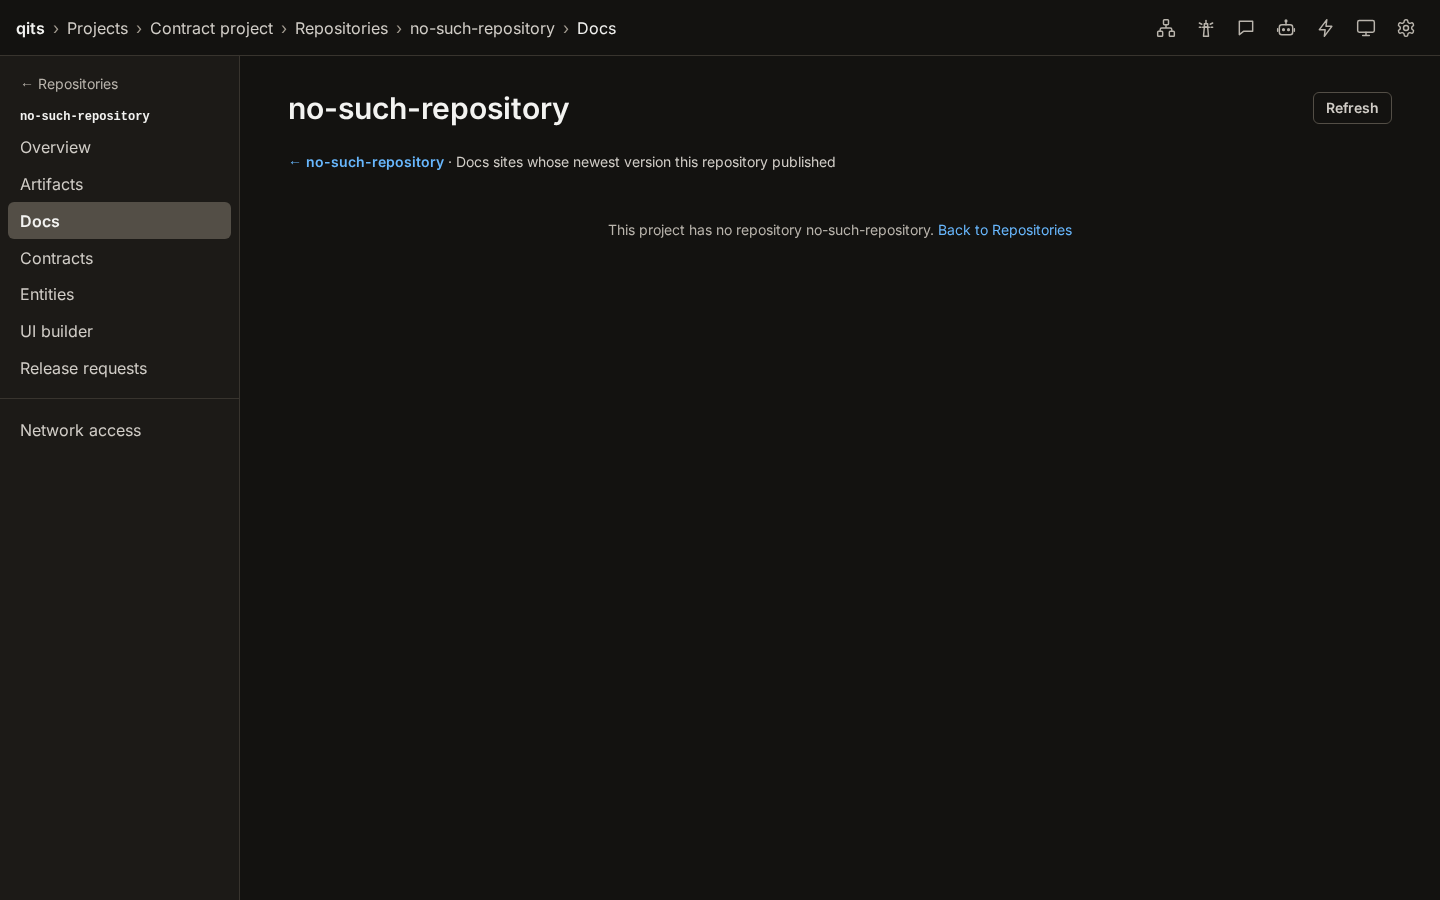 qits › Projects › Contract project › Repositories › no-such-repository › Docs
← Repositories
no-such-repository
Overview
Artifacts
Docs
Contracts
Entities
UI builder
Release requests
Network access
no-such-repository
Refresh
← no-such-repository · Docs sites whose newest version this repository published
This project has no repository no-such-repository. Back to Repositories